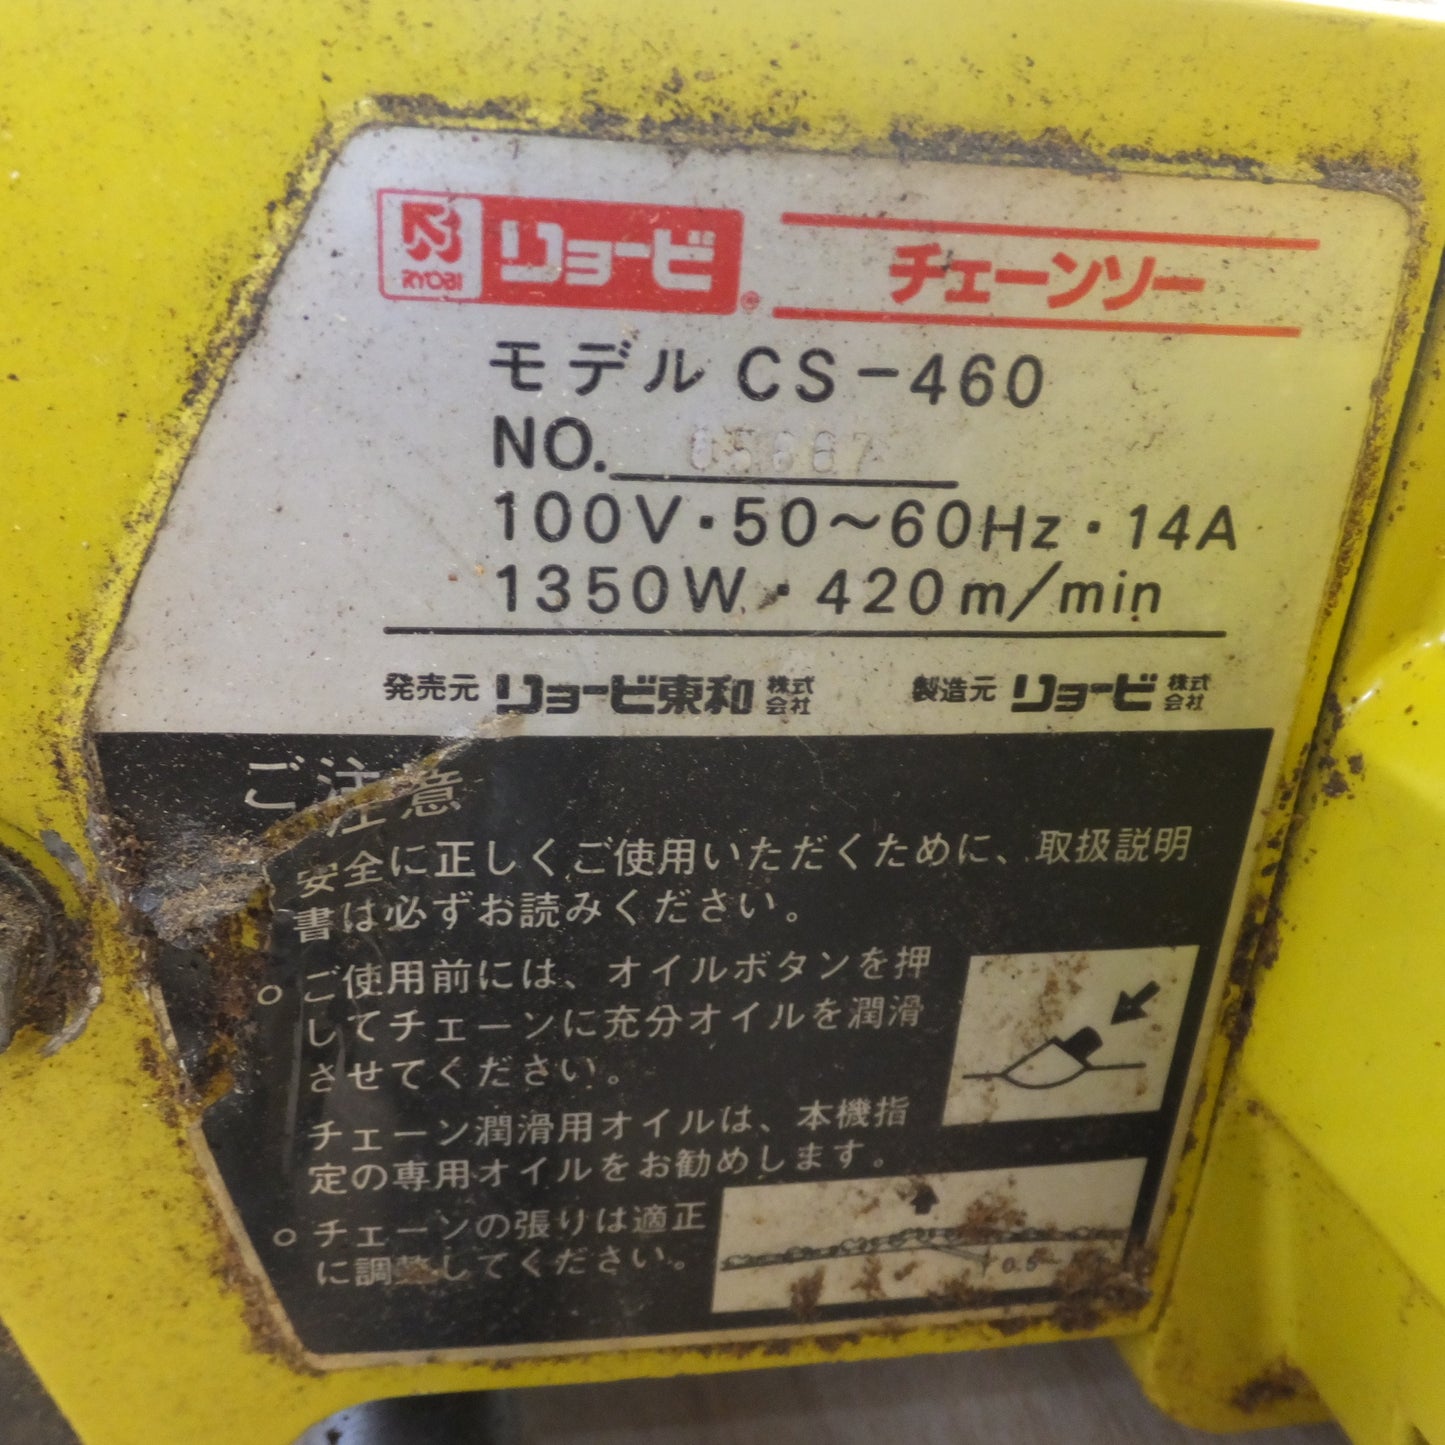 RYOBI リョービ ®
チェーンソー
モデル CS-460
NO.
100V・50～60Hz・14A
1350W・420m/min
発売元 リョービ東和 株式会社 製造元 リョービ 株式会社
ご注意
安全に正しくご使用いただくために、取扱説明
書は必ずお読みください。
○ ご使用前には、オイルボタンを押
してチェーンに充分オイルを潤滑
させてください。
チェーン潤滑用オイルは、本機指
定の専用オイルをお勧めします。
○ チェーンの張りは適正
に調整してください。
0.5～